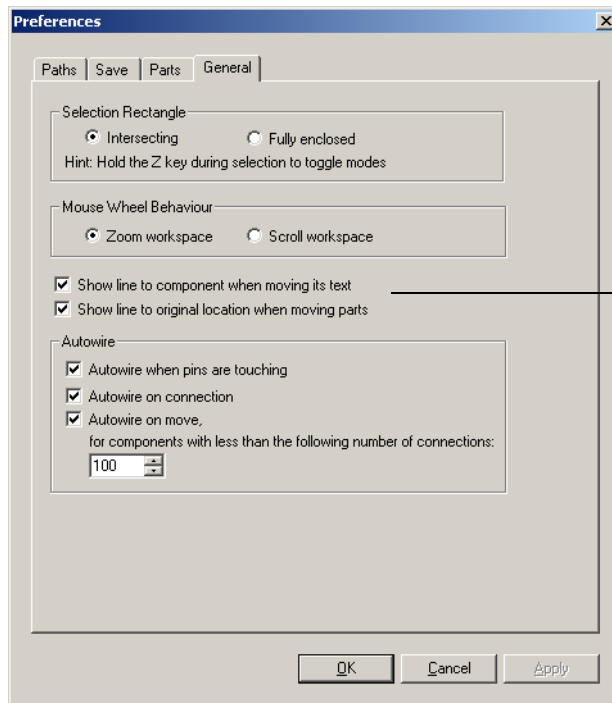 Preferences
Paths Save Parts General
Selection Rectangle
Intersecting Fully enclosed
Hint: Hold the Z key during selection to toggle modes
Mouse Wheel Behaviour
Zoom workspace Scroll workspace
Show line to component when moving its text
Show line to original location when moving parts
Autowire
Autowire when pins are touching
Autowire on connection
Autowire on move,
for components with less than the following number of connections:
100
OK Cancel Apply